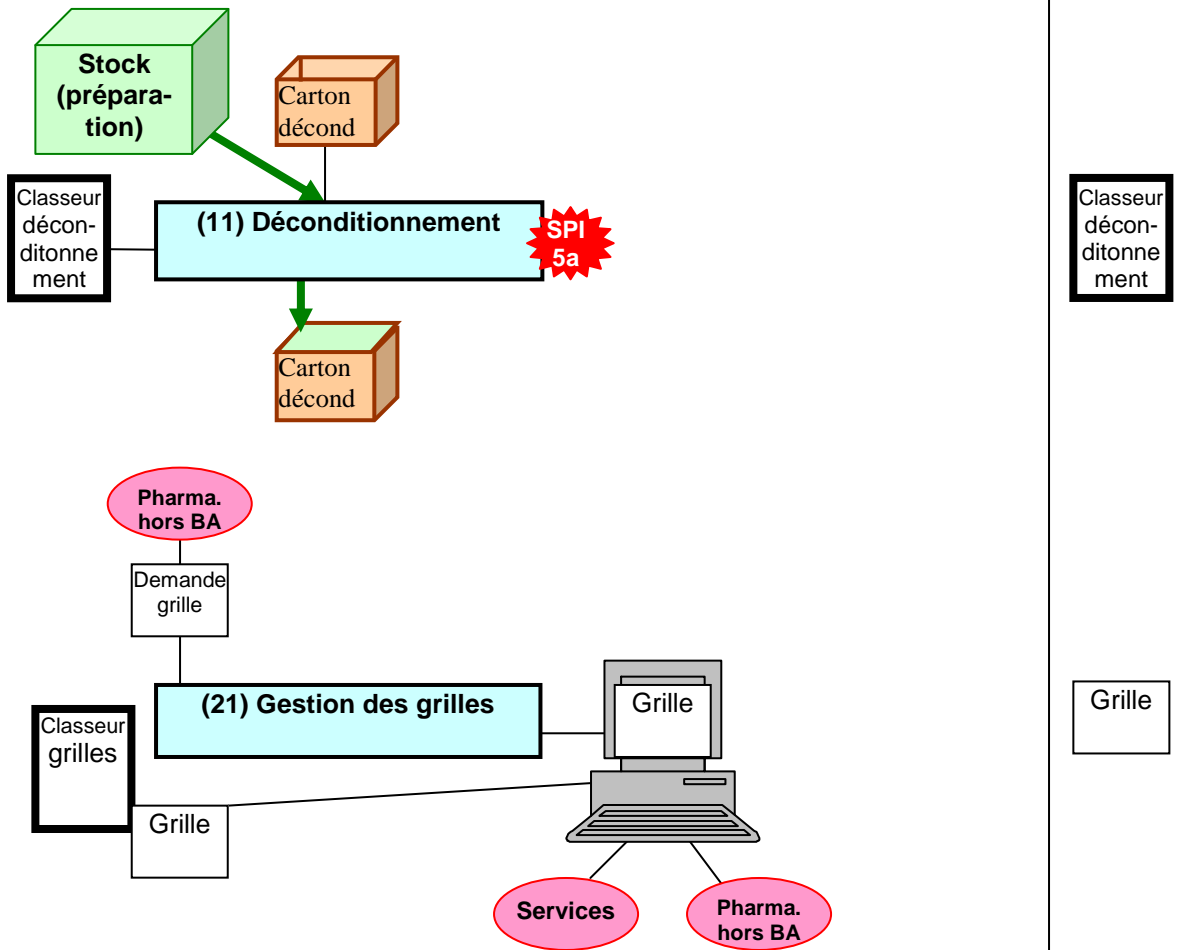 Stock
(prépara-
tion)
Carton
décond
Classeur
décon-
ditonne
ment
(11) Déconditionnement
SPI
5a
Classeur
décon-
ditonne
ment
Carton
décond
Pharma.
hors BA
Demande
grille
(21) Gestion des grilles
Grille
Grille
Classeur
grilles
Grille
Services
Pharma.
hors BA